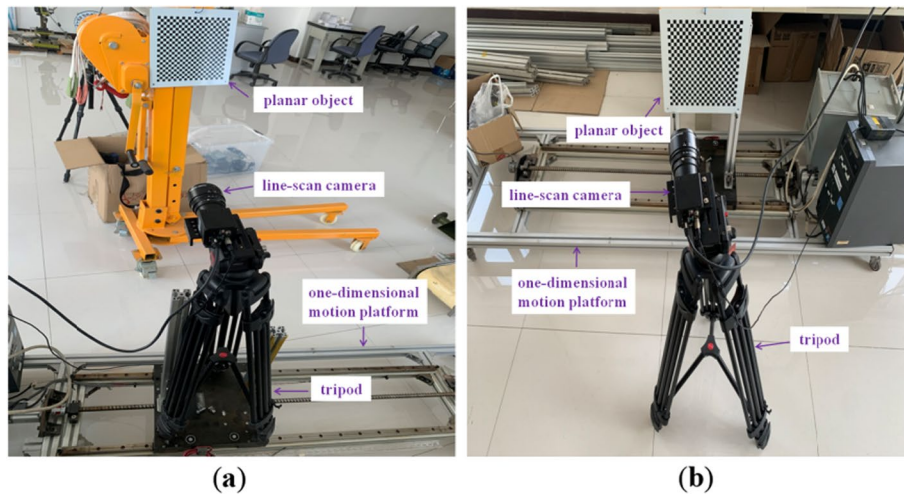 planar object
line-scan camera
one-dimensional
motion platform
tripod
(a)
planar object
line-scan camera
one-dimensional
motion platform
tripod
(b)